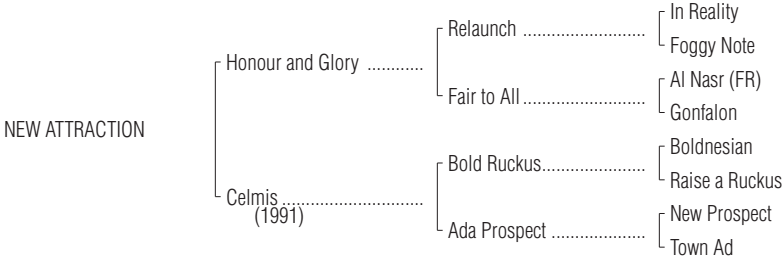 In Reality
Relaunch ..........................
Foggy Note
Honour and Glory ............
Al Nasr (FR)
Fair to All..........................
Gonfalon
NEW ATTRACTION
Boldnesian
Bold Ruckus......................
Raise a Ruckus
Celmis ..............................
(1991)
New Prospect
Ada Prospect ....................
Town Ad